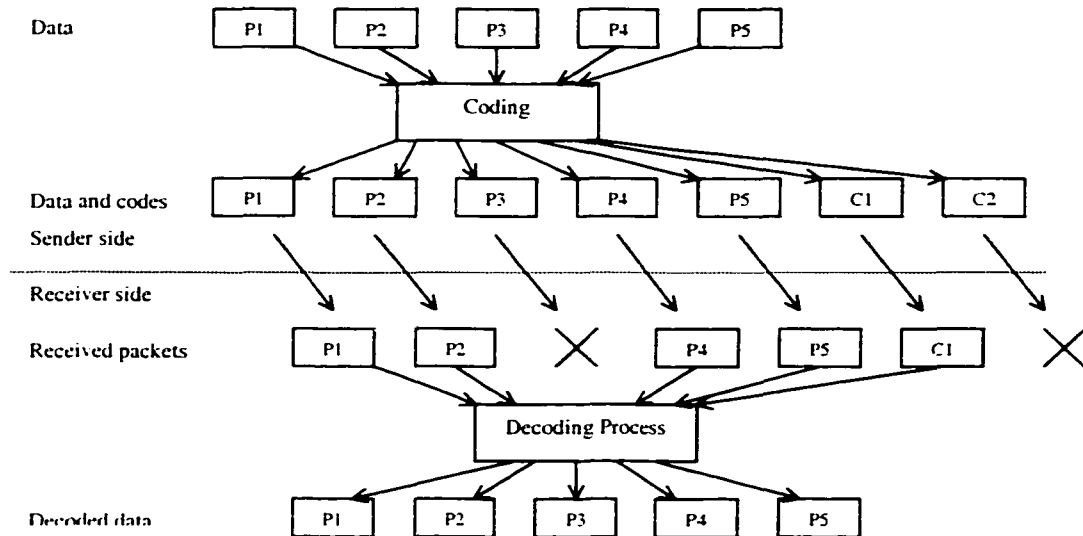 Data P1 P2 P3 P4 P5
Coding
Data and codes P1 P2 P3 P4 P5 C1 C2
Sender side
Receiver side
Received packets P1 P2 P4 P5 C1
Decoding Process
Decoded data P1 P2 P3 P4 P5